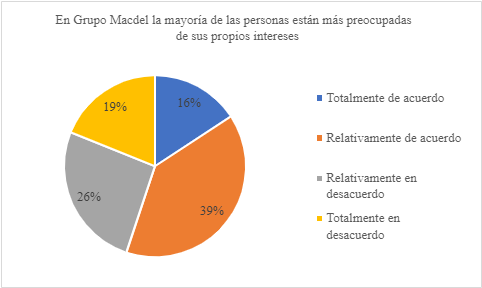 En Grupo Macdel la mayoría de las personas están más preocupadas
de sus propios intereses
16%
39%
26%
19%
Totalmente de acuerdo
Relativamente de acuerdo
Relativamente en
desacuerdo
Totalmente en
desacuerdo